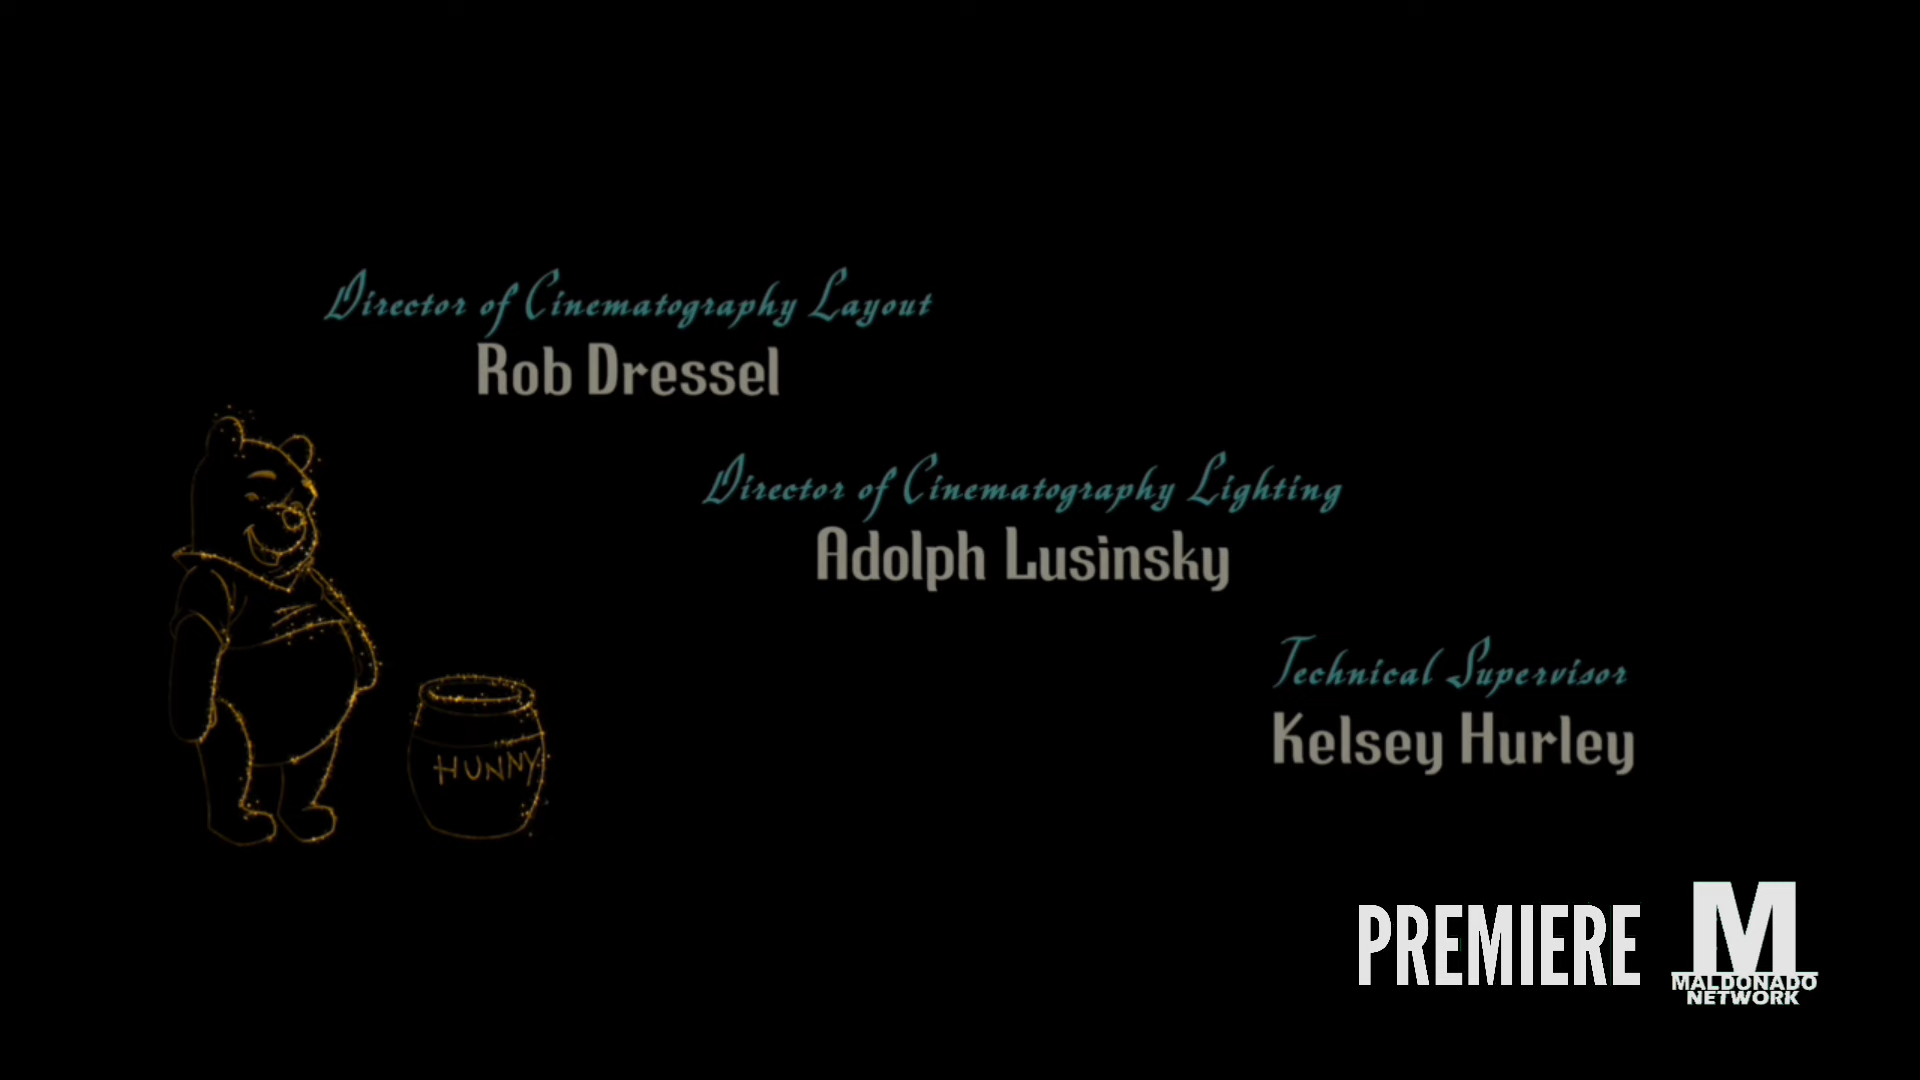 Director of Cinematography Layout
Rob Dressel
Director of Cinematography Lighting
Adolph Lusinsky
Technical Supervisor
Kelsey Hurley
HUNNY
PREMIERE
M
MALDONADO
NETWORK